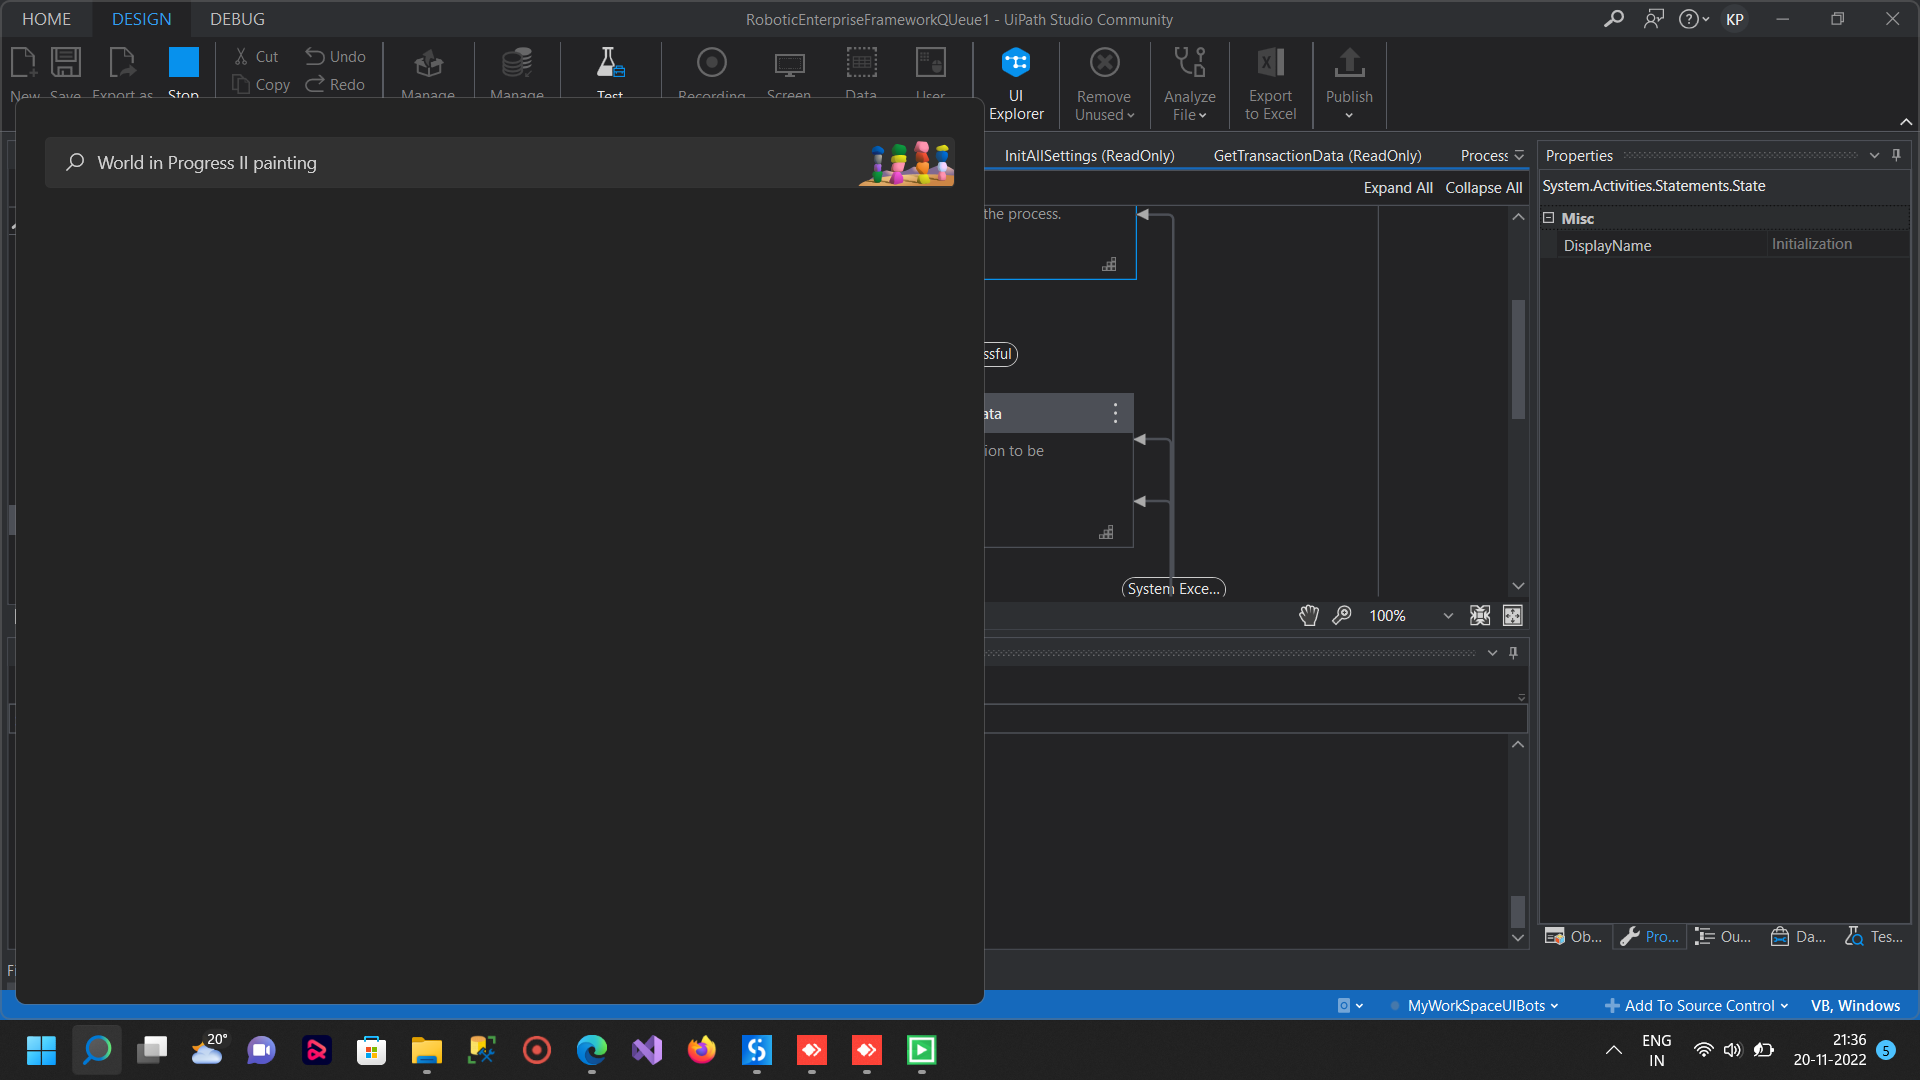 HOME DESIGN DEBUG
RoboticEnterpriseFrameworkQUeue1 - UiPath Studio Community
KP
Cut Undo
Copy Redo
New Save Export as Stop Manage Manage Test Recording Screen Data User
UI Explorer
Remove Unused
Analyze File
Export to Excel
Publish
World in Progress II painting
InitAllSettings (ReadOnly) GetTransactionData (ReadOnly) Process
Expand All Collapse All
the process.
ssful
ata
ion to be
System Exce...
100%
Properties
System.Activities.Statements.State
Misc
DisplayName Initialization
Ob... Pro... Ou... Da... Tes...
MyWorkSpaceUIBots Add To Source Control VB, Windows
20°
ENG
IN
21:36
20-11-2022
5